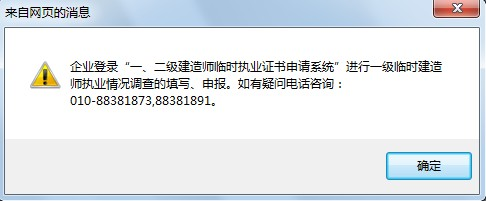 来自网页的消息
企业登录“一、二级建造师临时执业证书申请系统”进行一级临时建造
师执业情况调查的填写、申报。如有疑问电话咨询：
010-88381873,88381891。
确定